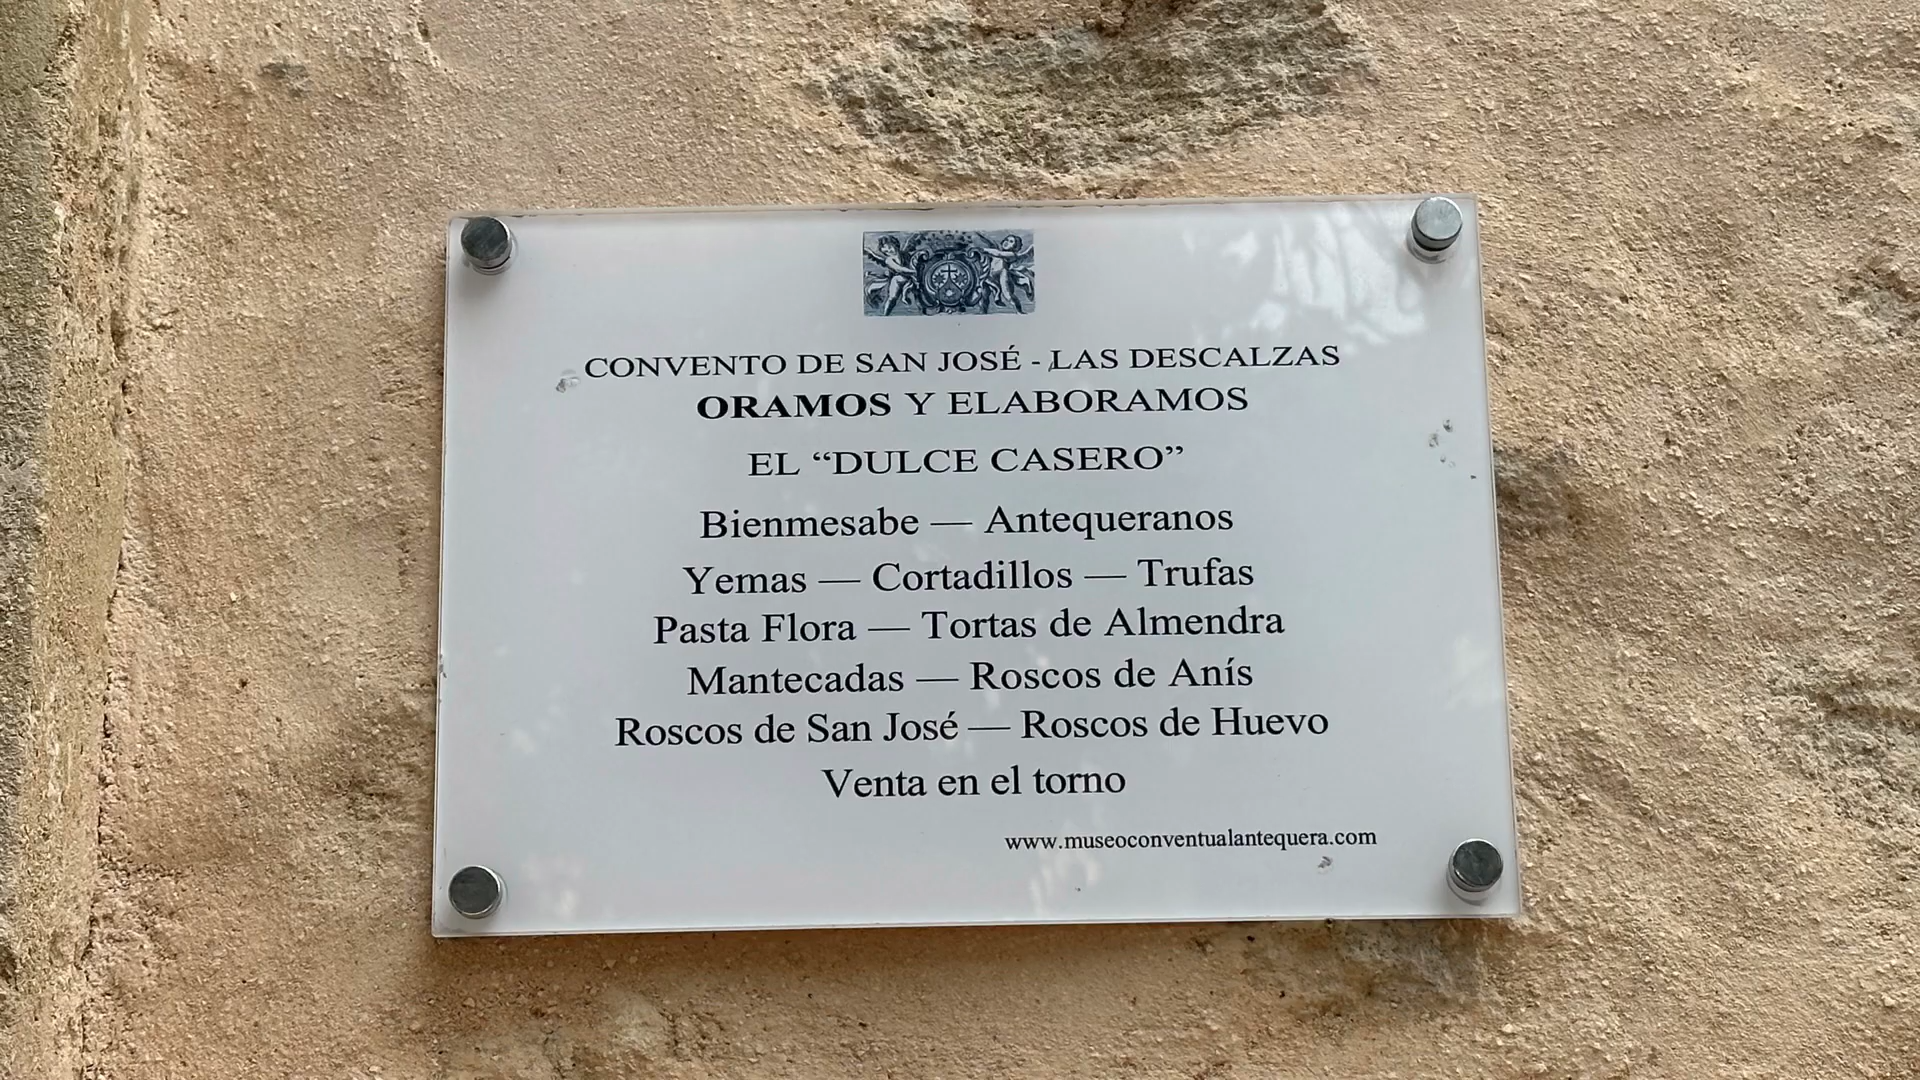 CONVENTO DE SAN JOSÉ - LAS DESCALZAS
ORAMOS Y ELABORAMOS
EL “DULCE CASERO”
Bienmesabe — Antequeranos
Yemas — Cortadillos — Trufas
Pasta Flora — Tortas de Almendra
Mantecadas — Roscos de Anís
Roscos de San José — Roscos de Huevo
Venta en el torno
www.museoconventualantequera.com